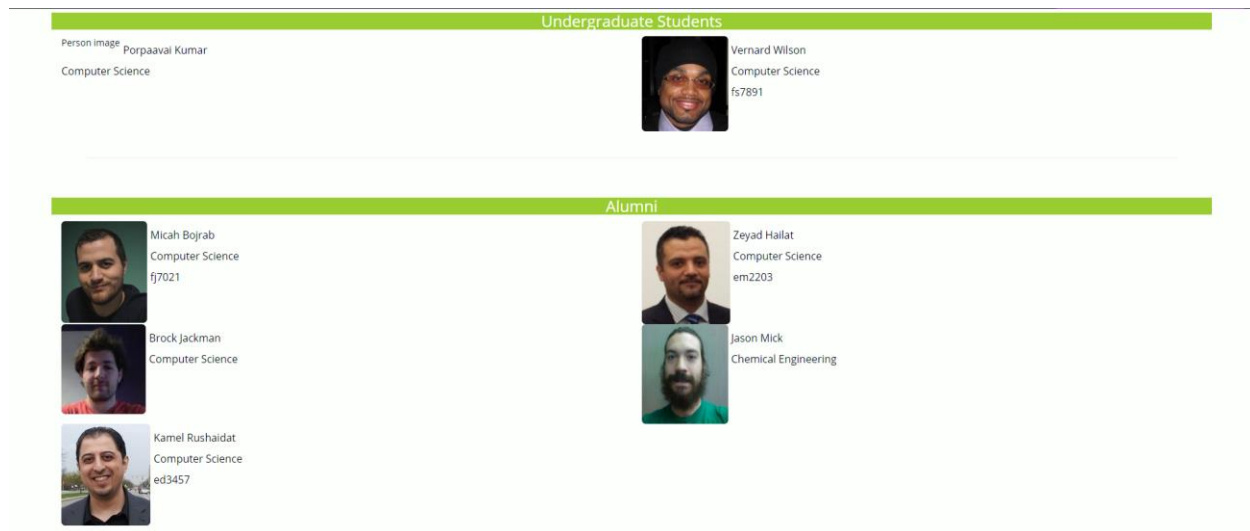 Undergraduate Students
Person image Porpaavai Kumar
Computer Science
Vernard Wilson
Computer Science
fs7891
Alumni
Micah Bojrab
Computer Science
fj7021
Zeyad Hailat
Computer Science
em2203
Brock Jackman
Computer Science
Jason Mick
Chemical Engineering
Kamel Rushaidat
Computer Science
ed3457